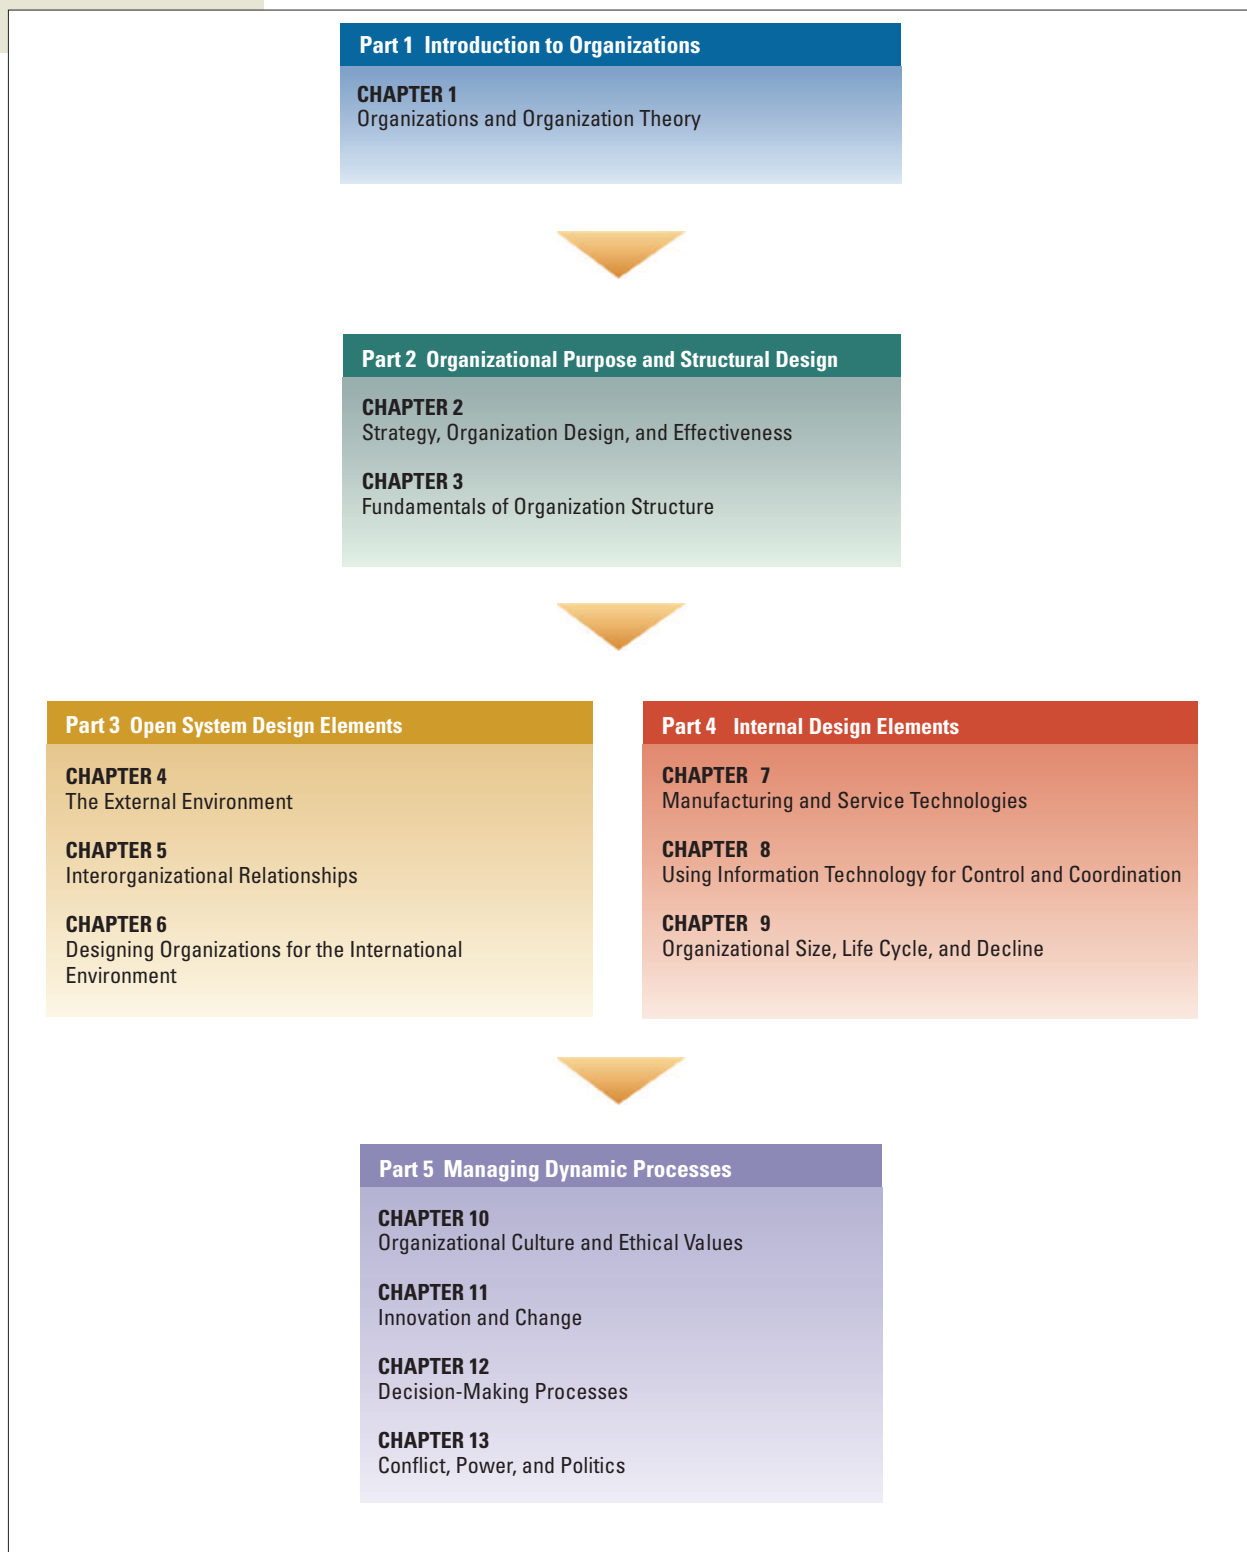 Part 1 Introduction to Organizations
CHAPTER 1
Organizations and Organization Theory
Part 2 Organizational Purpose and Structural Design
CHAPTER 2
Strategy, Organization Design, and Effectiveness
CHAPTER 3
Fundamentals of Organization Structure
Part 3 Open System Design Elements
CHAPTER 4
The External Environment
CHAPTER 5
Interorganizational Relationships
CHAPTER 6
Designing Organizations for the International
Environment
Part 4 Internal Design Elements
CHAPTER 7
Manufacturing and Service Technologies
CHAPTER 8
Using Information Technology for Control and Coordination
CHAPTER 9
Organizational Size, Life Cycle, and Decline
Part 5 Managing Dynamic Processes
CHAPTER 10
Organizational Culture and Ethical Values
CHAPTER 11
Innovation and Change
CHAPTER 12
Decision-Making Processes
CHAPTER 13
Conflict, Power, and Politics